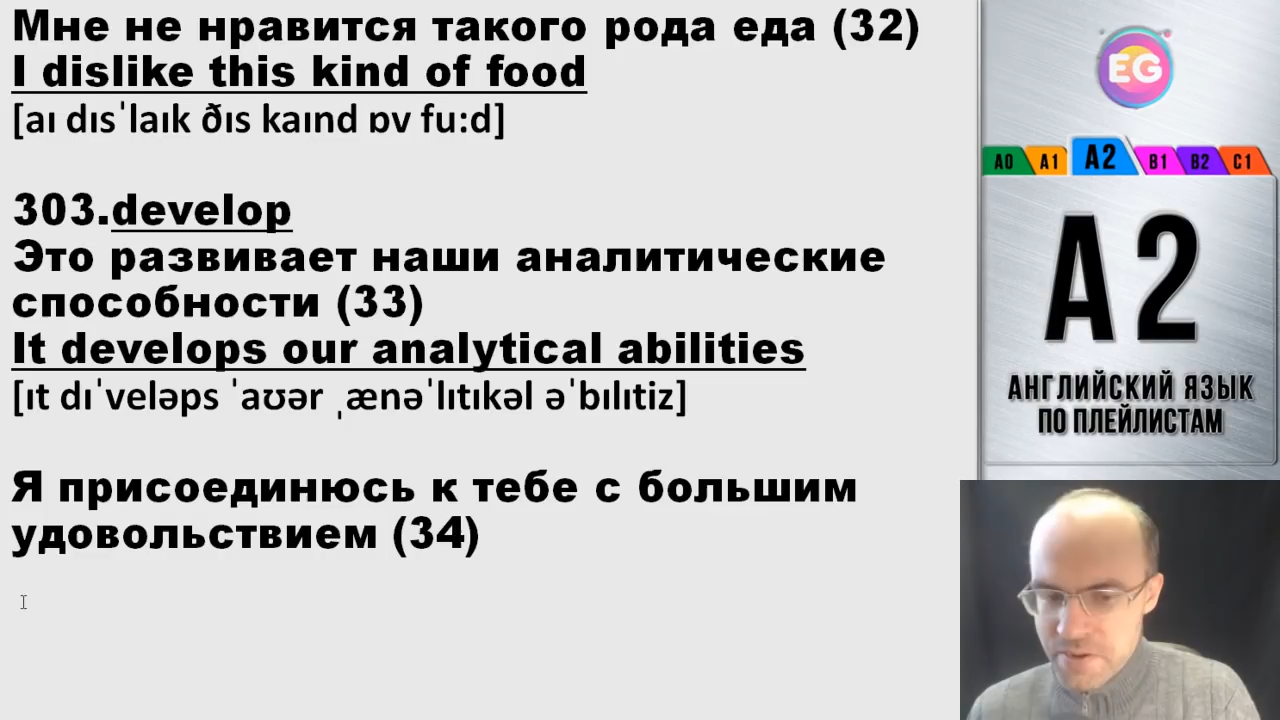 Мне не нравится такого рода еда (32)
I dislike this kind of food
[aɪ dɪsˈlaɪk ðɪs kaɪnd ɒv fu:d]
303.develop
Это развивает наши аналитические
способности (33)
It develops our analytical abilities
[ɪt dɪˈveləps ˈaʊər ˌænəˈlɪtɪkəl əˈbɪlɪtiz]
Я присоединюсь к тебе с большим
удовольствием (34)
EG
A0 A1 A2 B1 B2 C1
A2
АНГЛИЙСКИЙ ЯЗЫК
ПО ПЛЕЙЛИСТАМ